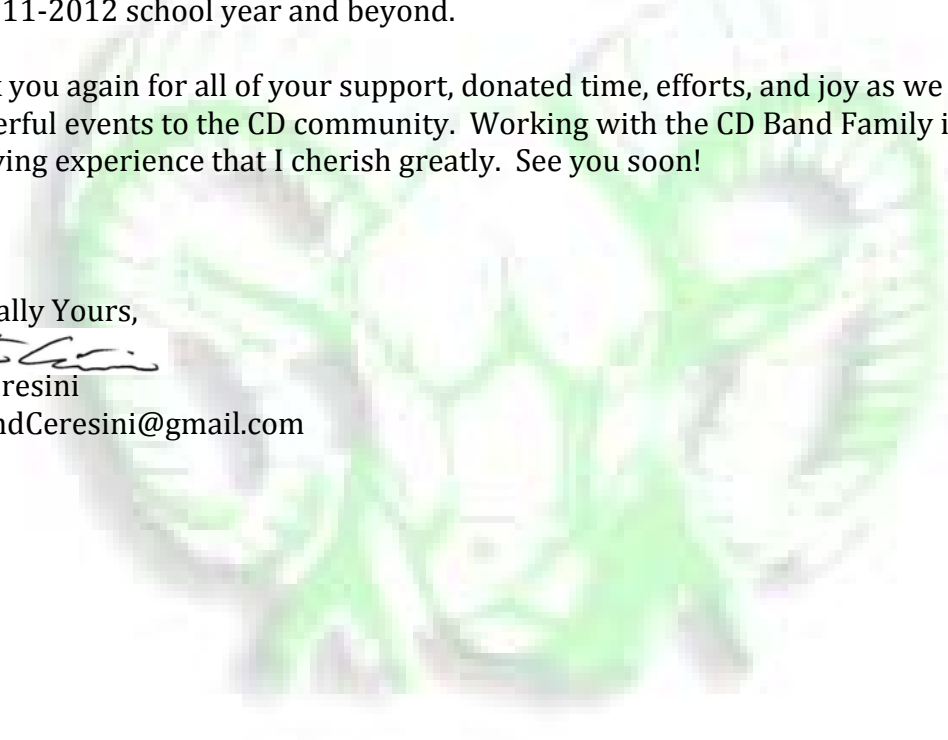 11-2012 school year and beyond.
you again for all of your support, donated time, efforts, and joy as we
erful events to the CD community. Working with the CD Band Family i
ving experience that I cherish greatly. See you soon!
ally Yours,
resini
ndCeresini@gmail.com